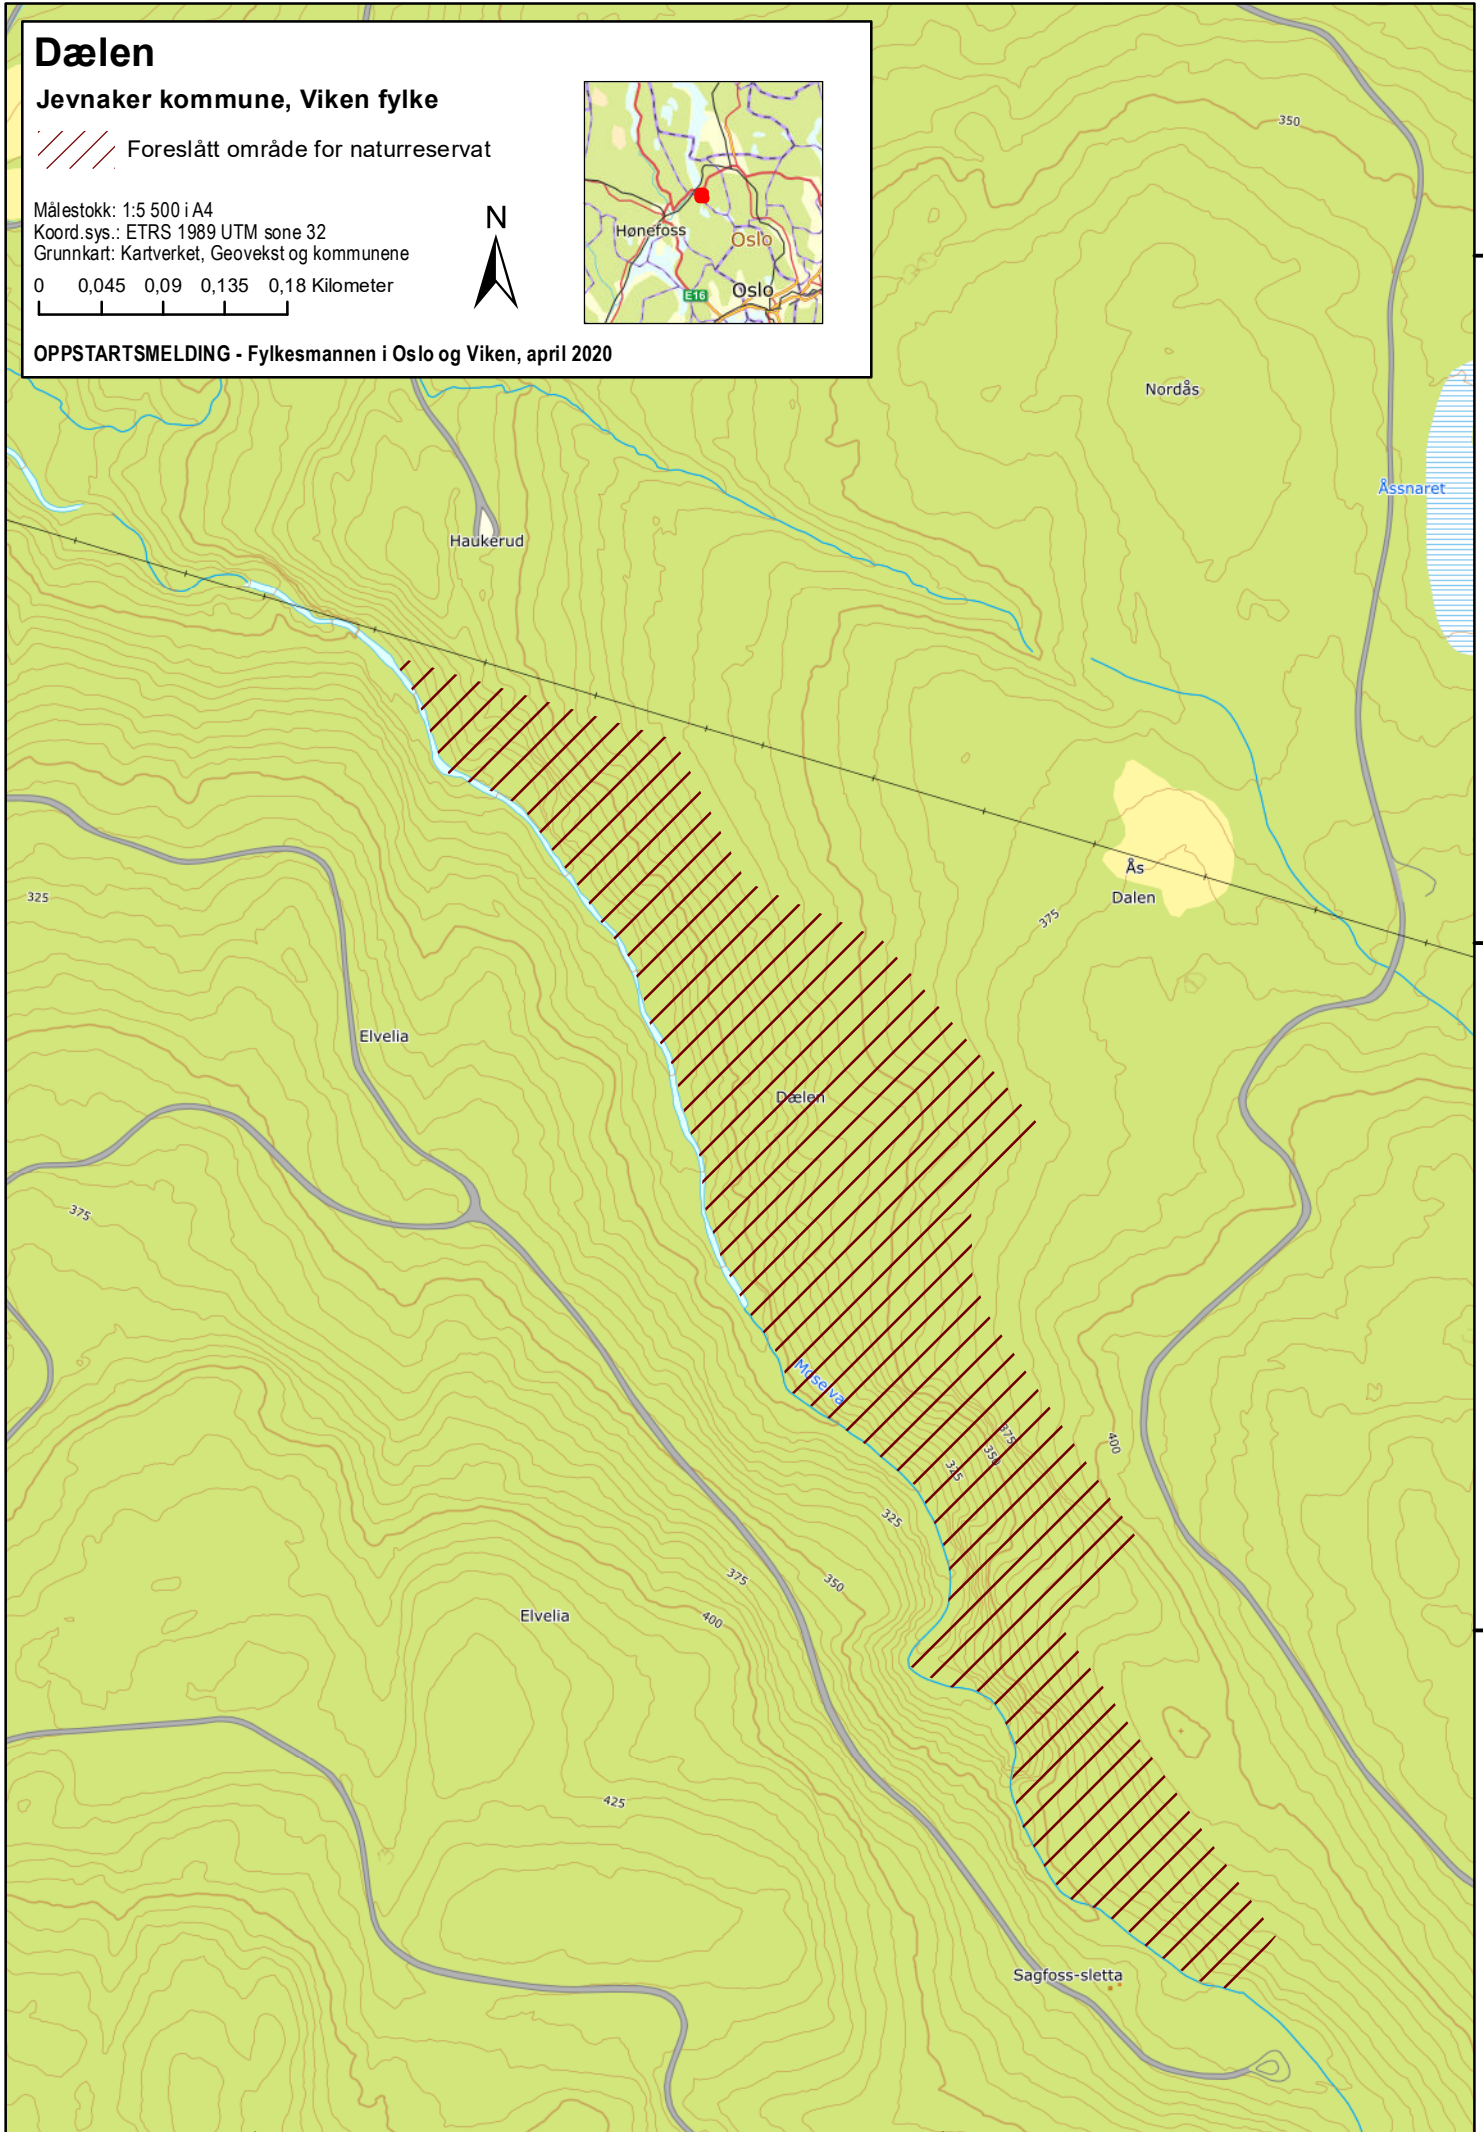 Dælen
Jevnaker kommune, Viken fylke
Foreslått område for naturreservat
Målestokk: 1:5 500 i A4
Koord.sys.: ETRS 1989 UTM sone 32
Grunnkart: Kartverket, Geovekst og kommunene
0 0,045 0,09 0,135 0,18 Kilometer
N
Hønefoss
Oslo
E16
Oslo
OPPSTARTSMELDING - Fylkesmannen i Oslo og Viken, april 2020
350
Nordås
Åssnaret
Haukerud
Ås
Dalen
325
375
Elvelia
Dælen
375
Moselva
400
375
350
325
325
375
350
400
Elvelia
425
Sagfoss-sletta